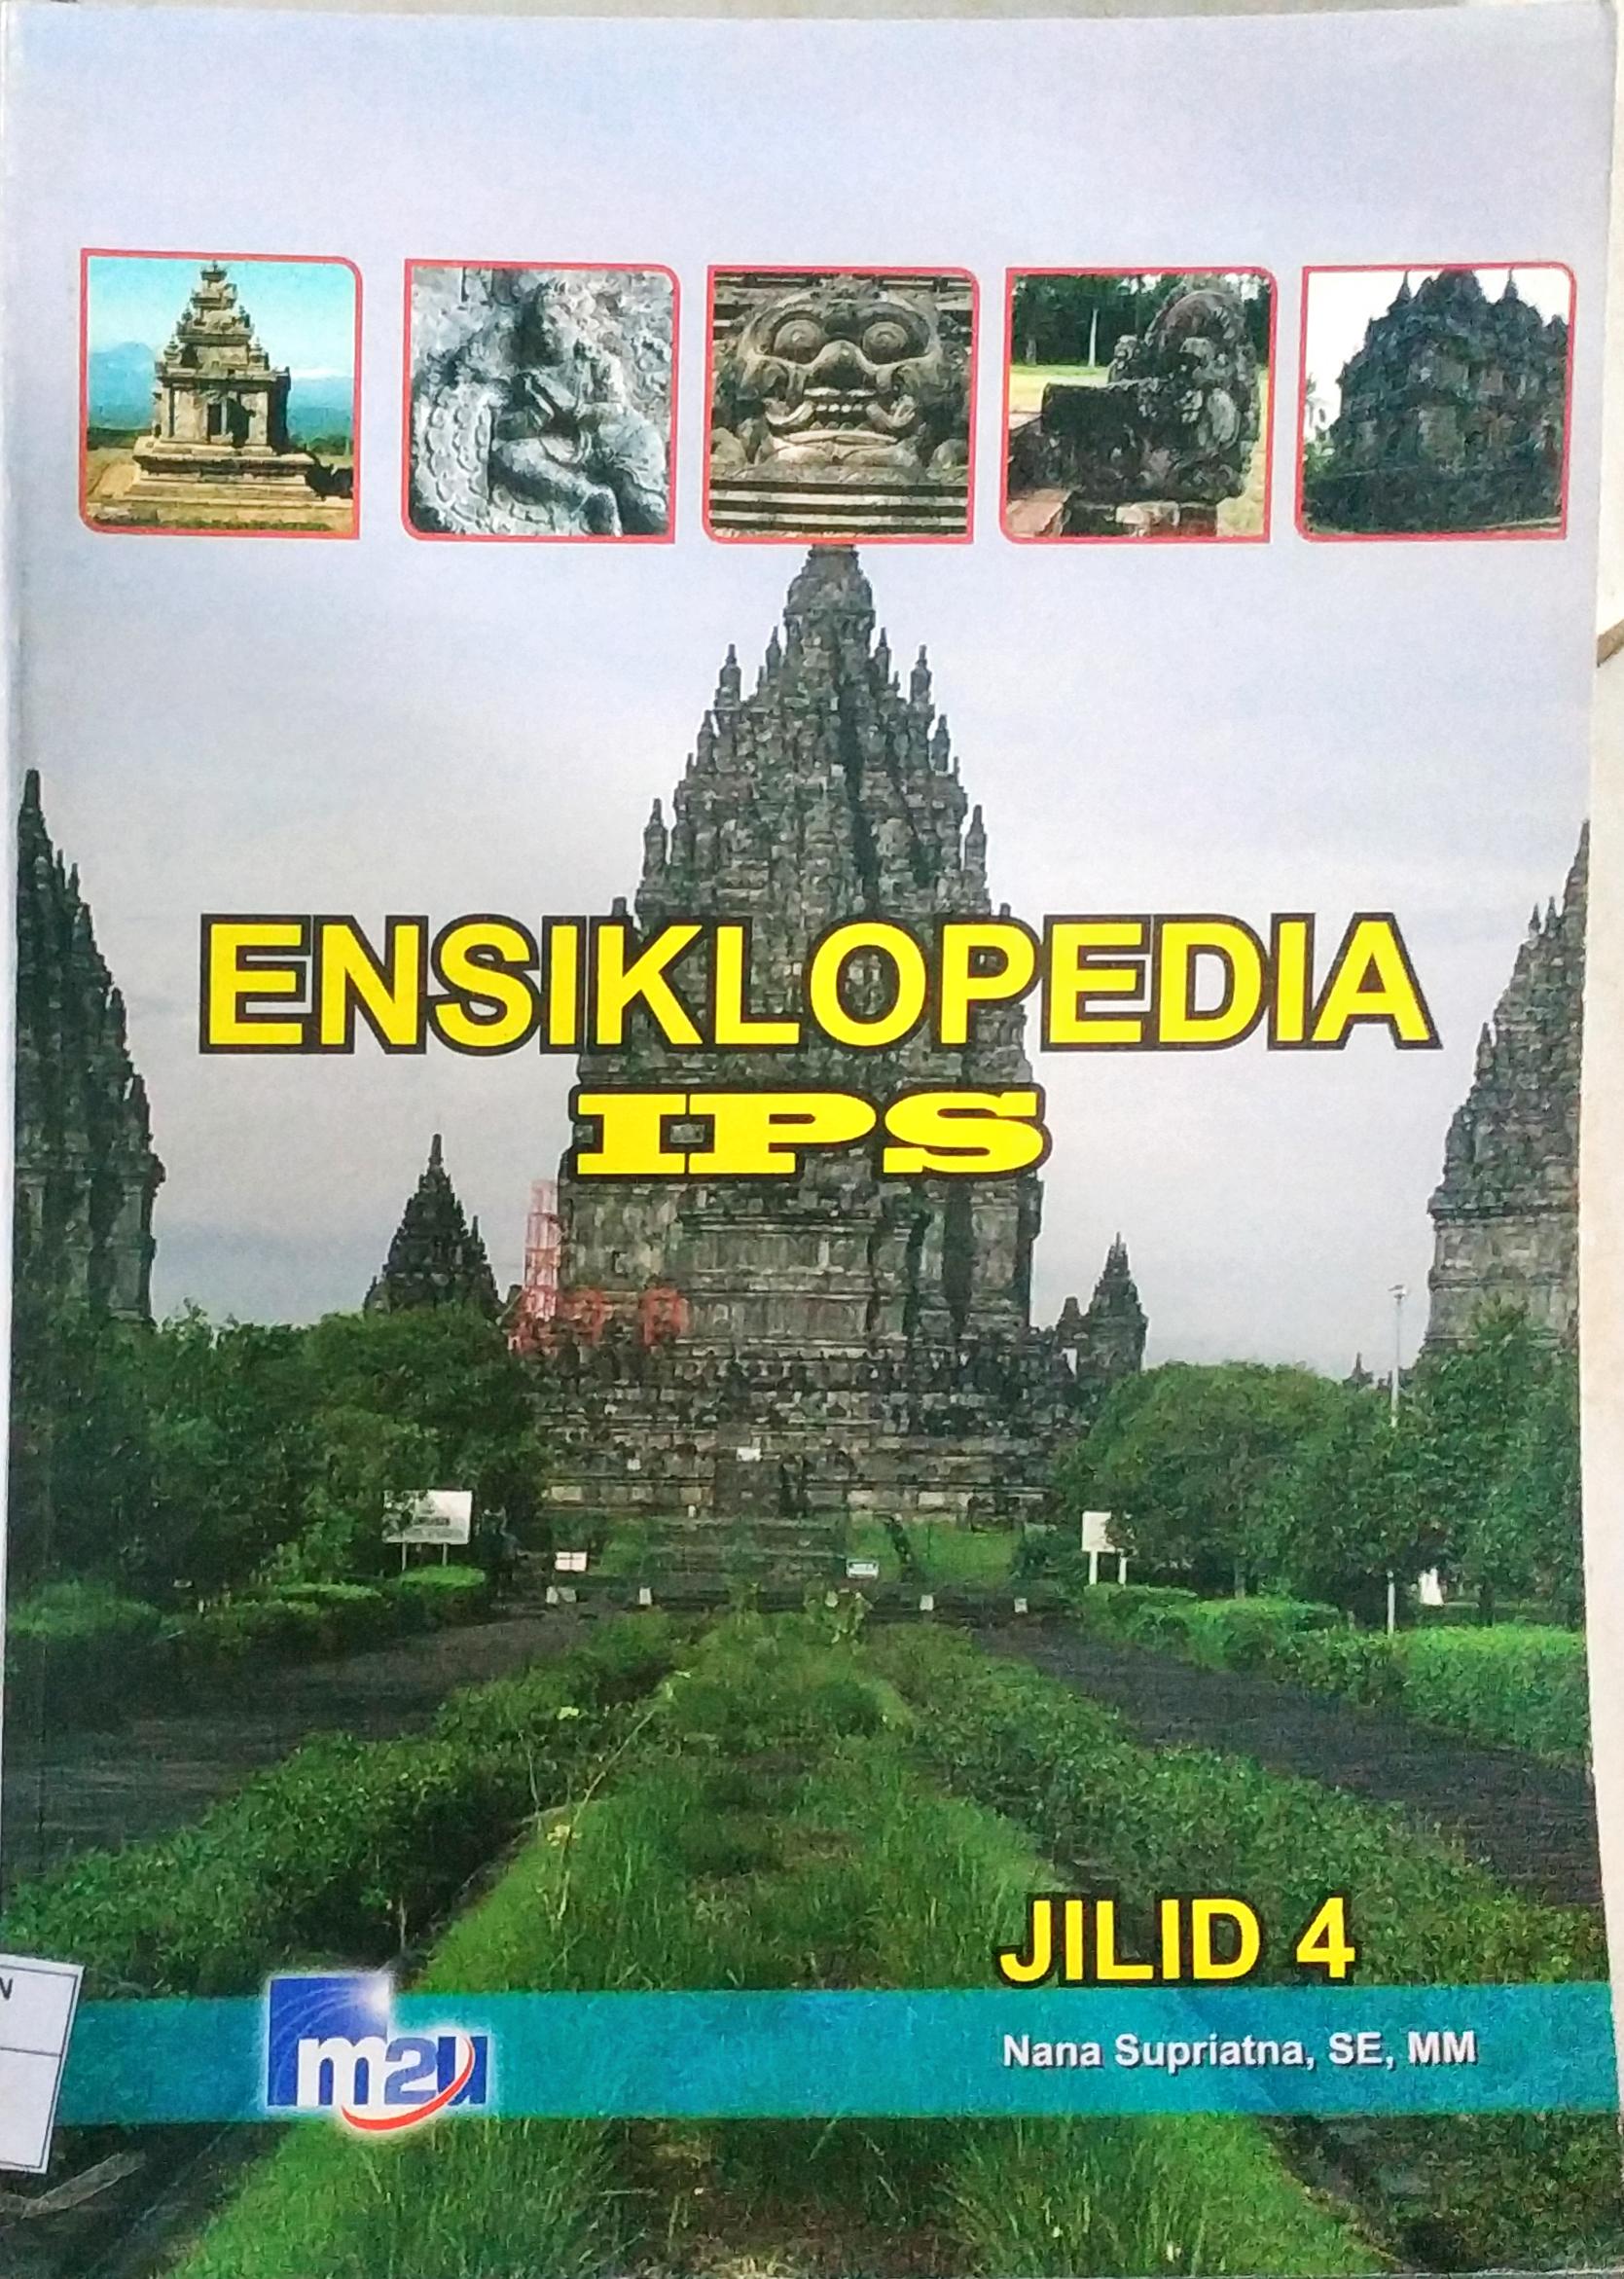 ENSIKLOPEDIA
IPS
JILID 4
m2u
Nana Supriatna, SE, MM
N